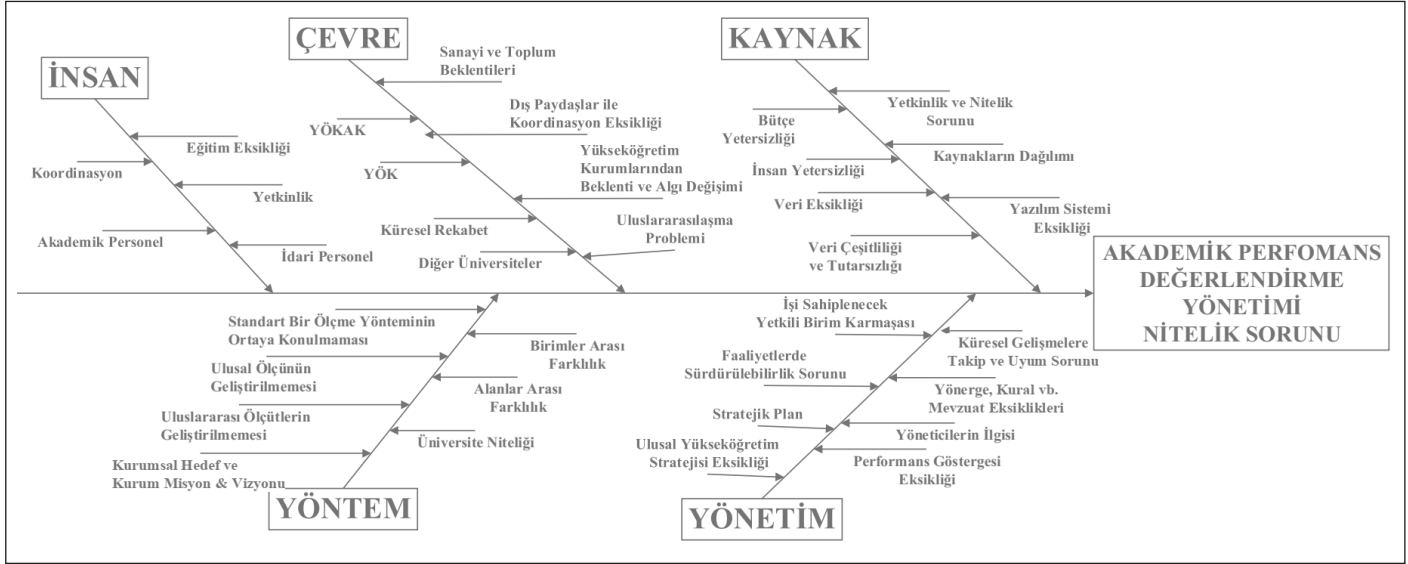 İNSAN
Eğitim Eksikliği
Koordinasyon
Yetkinlik
Akademik Personel
İdari Personel
ÇEVRE
Sanayi ve Toplum
Beklentileri
YÖKAK
Dış Paydaşlar ile
Koordinasyon Eksikliği
YÖK
Yükseköğretim
Kurumlarından
Beklenti ve Algı Değişimi
Küresel Rekabet
Uluslararasılaşma
Problemi
Diğer Üniversiteler
KAYNAK
Yetkinlik ve Nitelik
Sorunu
Bütçe
Yetersizliği
Kaynakların Dağılımı
İnsan Yetersizliği
Veri Eksikliği
Yazılım Sistemi
Eksikliği
Veri Çeşitliliği
ve Tutarsızlığı
AKADEMİK PERFOMANS
DEĞERLENDİRME
YÖNETİMİ
NİTELİK SORUNU
Standart Bir Ölçme Yönteminin
Ortaya Konulmaması
Birimler Arası
Farklılık
Ulusal Ölçünün
Geliştirilmemesi
Alanlar Arası
Farklılık
Uluslararası Ölçütlerin
Geliştirilmemesi
Üniversite Niteliği
Kurumsal Hedef ve
Kurum Misyon & Vizyonu
YÖNTEM
İşi Sahiplenecek
Yetkili Birim Karmaşası
Küresel Gelişmelere
Takip ve Uyum Sorunu
Faaliyetlerde
Sürdürülebilirlik Sorunu
Yönerge, Kural vb.
Mevzuat Eksiklikleri
Stratejik Plan
Yöneticilerin İlgisi
Ulusal Yükseköğretim
Stratejisi Eksikliği
Performans Göstergesi
Eksikliği
YÖNETİM